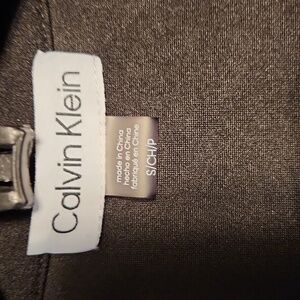 Calvin Klein
made in China
hecho en China
fabriqué en Chine
S/CH/P